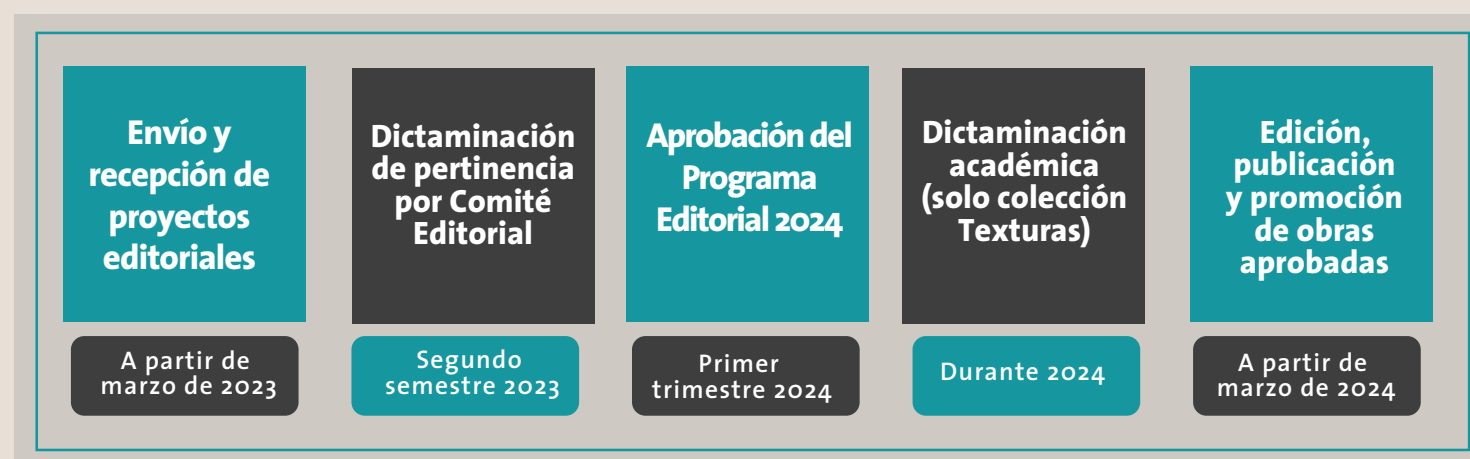 Envío y
recepción de
proyectos
editoriales
A partir de
marzo de 2023
Dictaminación
de pertinencia
por Comité
Editorial
Segundo
semestre 2023
Aprobación del
Programa
Editorial 2024
Primer
trimestre 2024
Dictaminación
académica
(solo colección
Texturas)
Durante 2024
Edición,
publicación
y promoción
de obras
aprobadas
A partir de
marzo de 2024